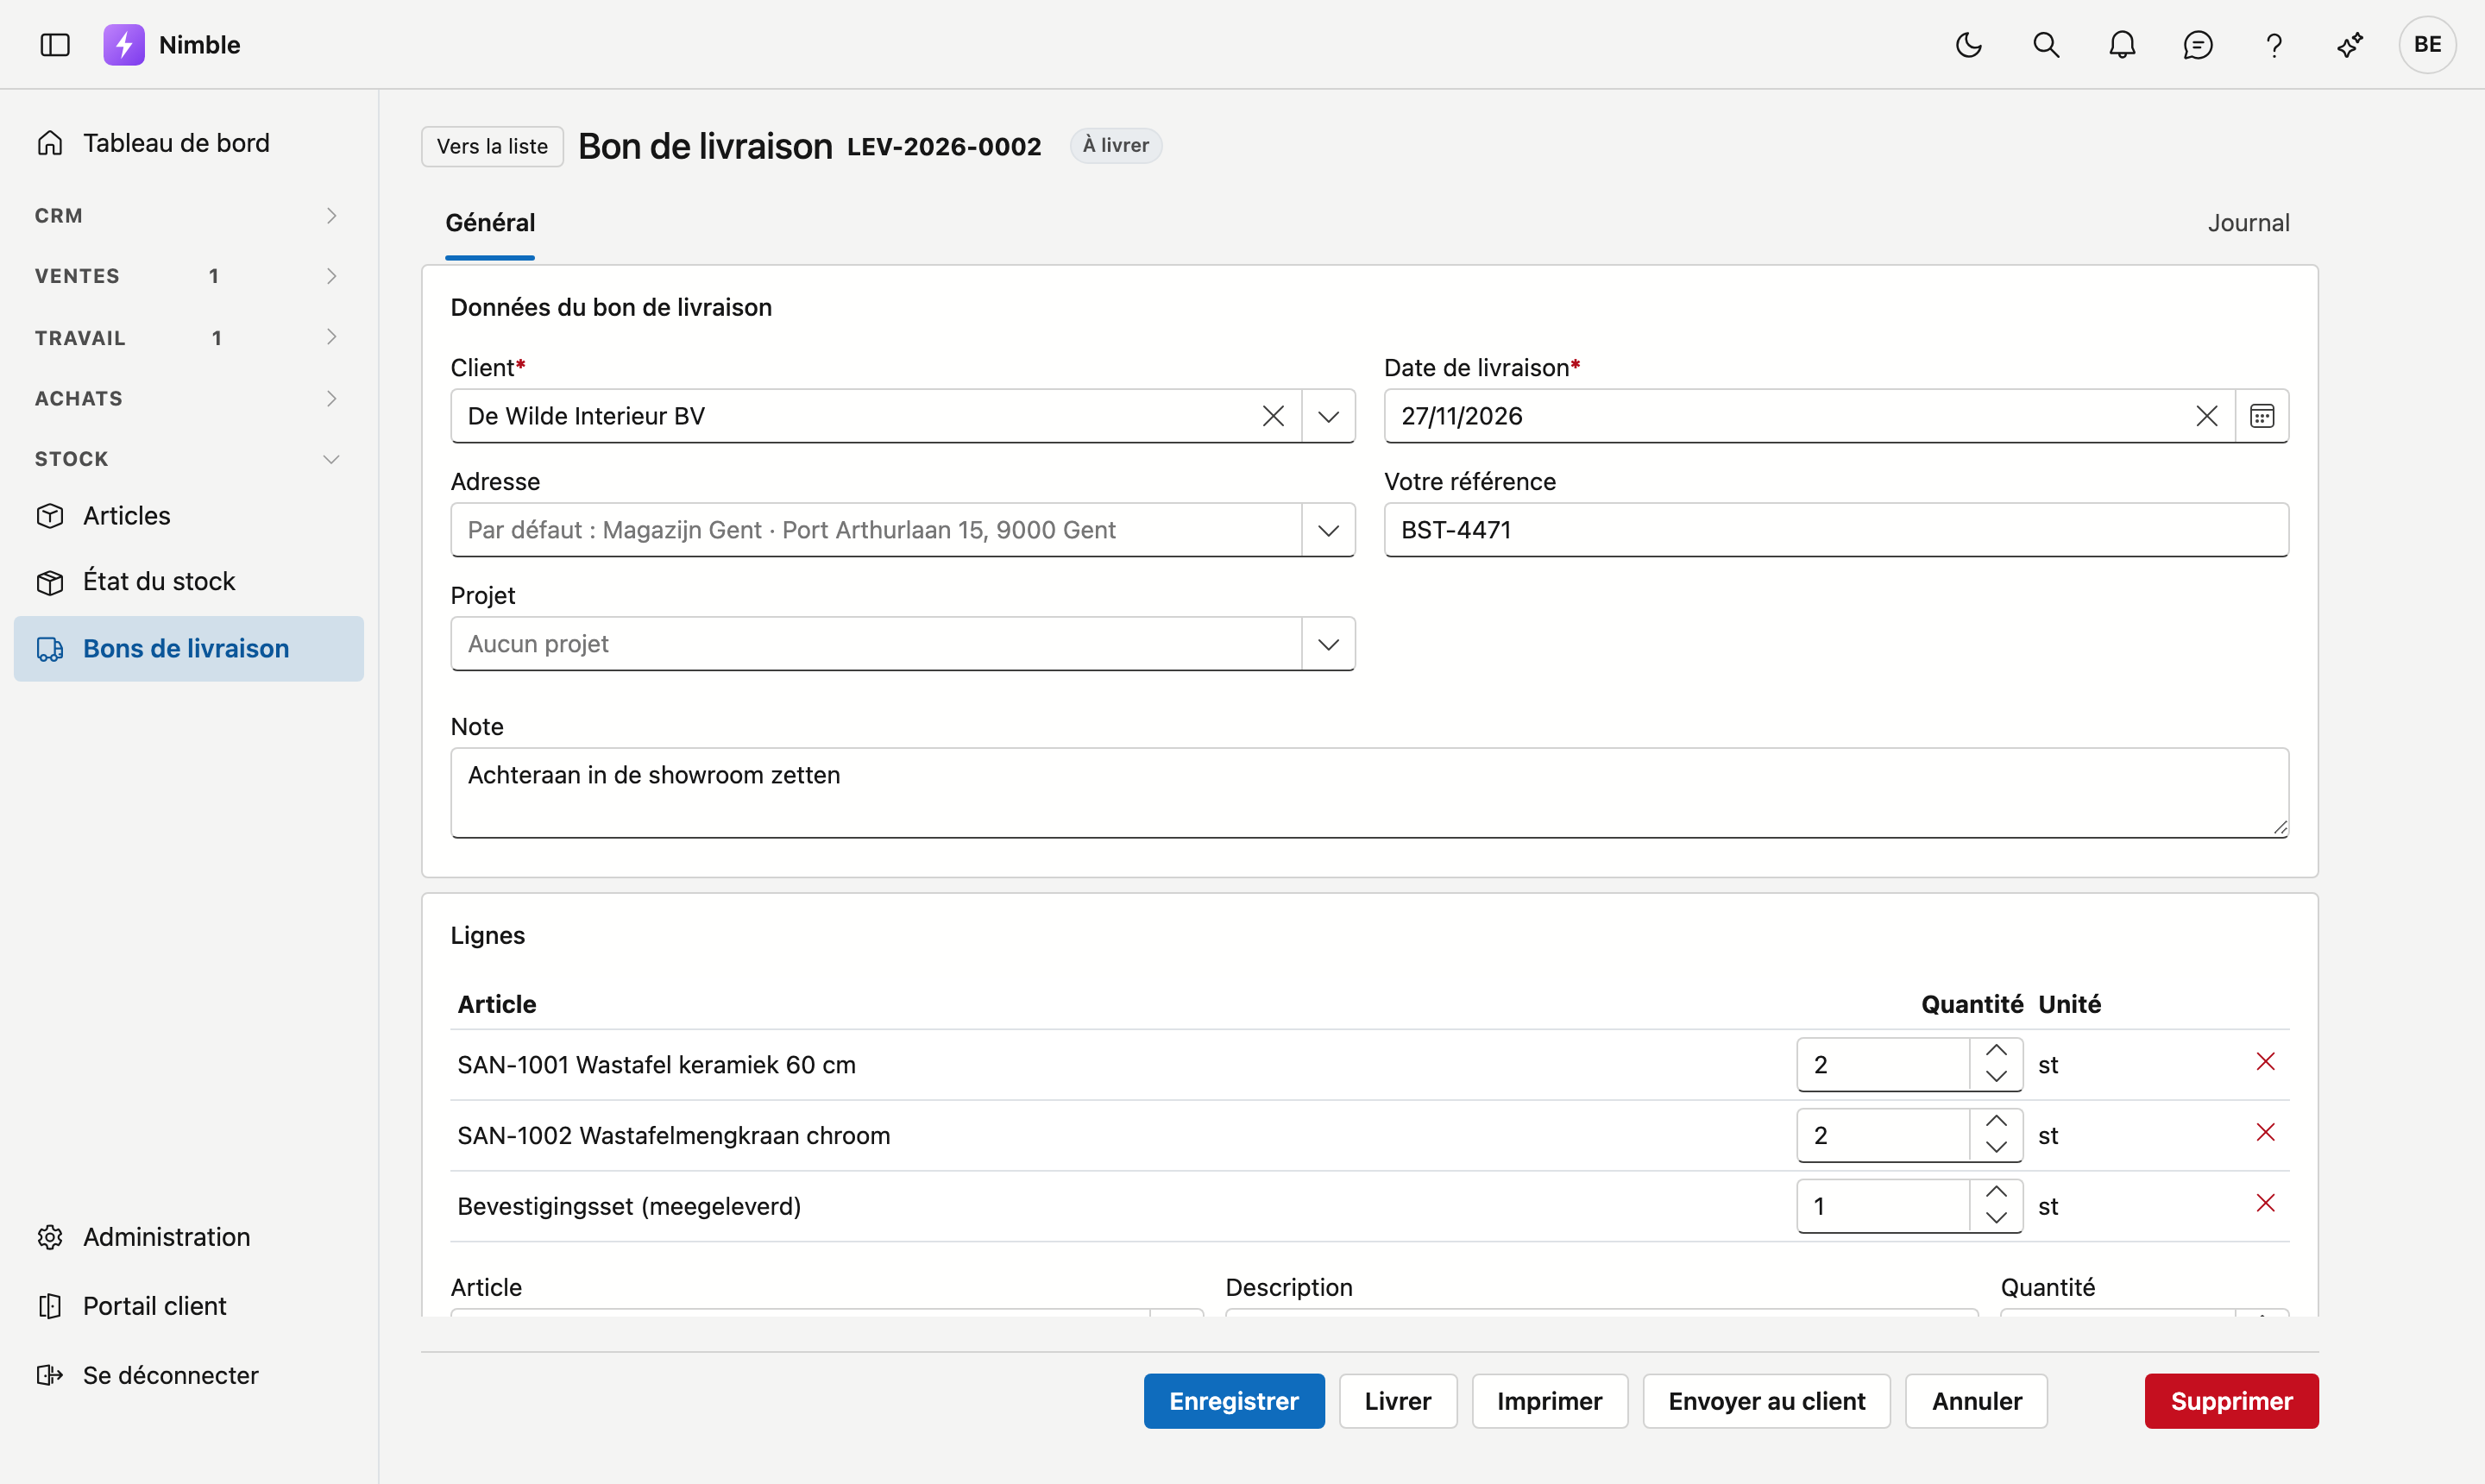 Nimble
BE
Tableau de bord
CRM
VENTES 1
TRAVAIL 1
ACHATS
STOCK
Articles
État du stock
Bons de livraison
Administration
Portail client
Se déconnecter
Vers la liste Bon de livraison LEV-2026-0002 À livrer
Général Journal
Données du bon de livraison
Client* Date de livraison*
De Wilde Interieur BV 27/11/2026
Adresse Votre référence
Par défaut : Magazijn Gent · Port Arthurlaan 15, 9000 Gent BST-4471
Projet
Aucun projet
Note
Achteraan in de showroom zetten
Lignes
Article Quantité Unité
SAN-1001 Wastafel keramiek 60 cm 2 st
SAN-1002 Wastafelmengkraan chroom 2 st
Bevestigingsset (meegeleverd) 1 st
Article Description Quantité
Enregistrer Livrer Imprimer Envoyer au client Annuler Supprimer